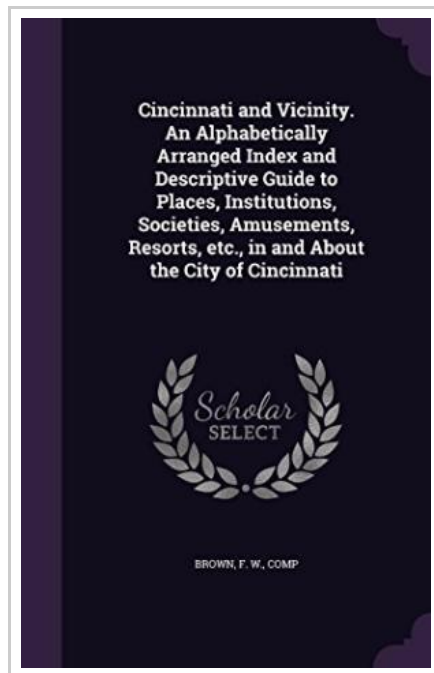 Cincinnati and Vicinity.
An Alphabetically
Arranged Index and
Descriptive Guide to
Places, Institutions,
Societies, Amusements,
Resorts, etc., in and About
the City of Cincinnati
Scholar
SELECT
BROWN, F. W., COMP